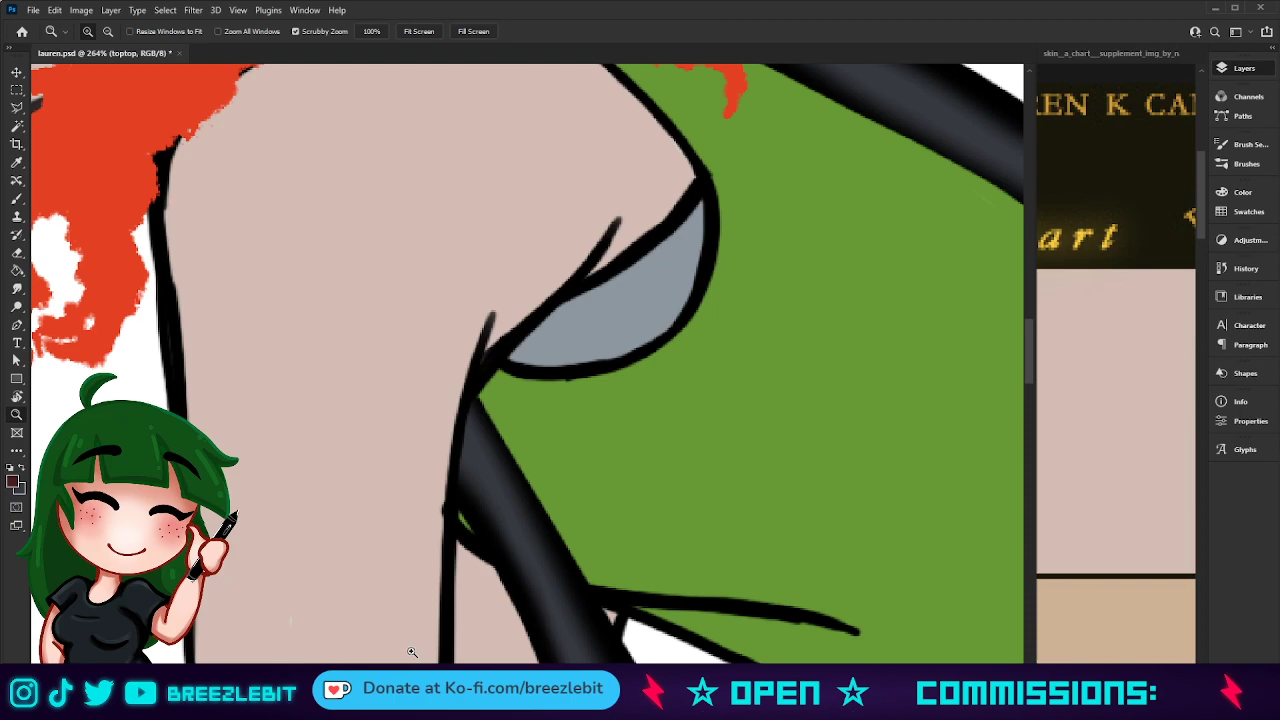 Ps File Edit Image Layer Type Select Filter 3D View Plugins Window Help
Resize Windows to Fit Zoom All Windows Scrubby Zoom 100% Fit Screen Fill Screen
lauren.psd @ 264% (toptop, RGB/8) *
skin_a_chart__supplement_img_by_n
Layers
Channels
Paths
Brush Se...
Brushes
Color
Swatches
Adjustm...
History
Libraries
Character
Paragraph
Shapes
Info
Properties
Glyphs
REN K CA
art
BREEZLEBIT
Donate at Ko-fi.com/breezlebit
OPEN
COMMISSIONS: